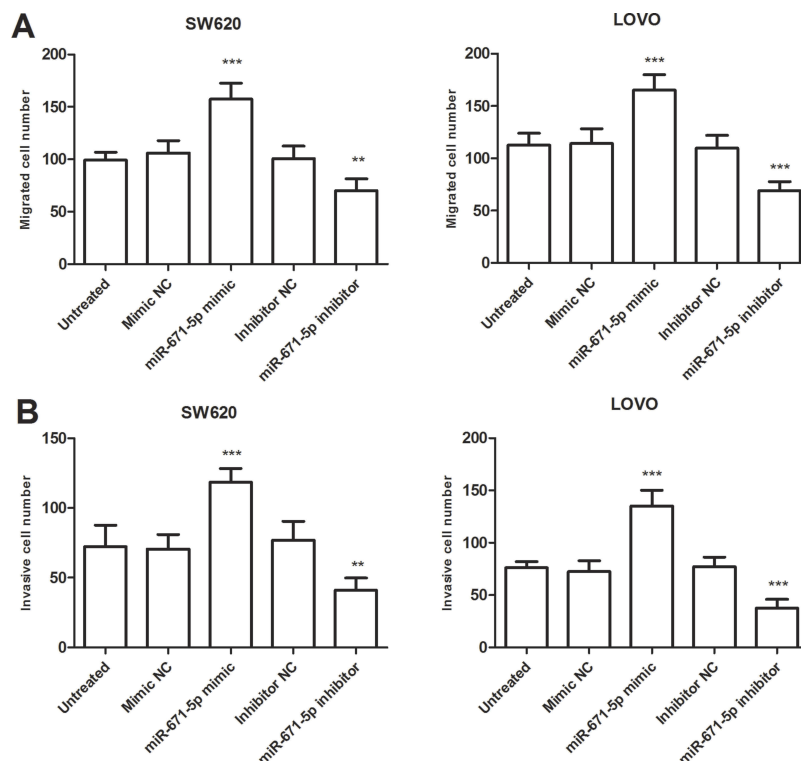 A
SW620
Migrated cell number
200
150
100
50
0
***
**
Untreated
Mimic NC
miR-671-5p mimic
Inhibitor NC
miR-671-5p inhibitor
LOVO
Migrated cell number
200
150
100
50
0
***
***
Untreated
Mimic NC
miR-671-5p mimic
Inhibitor NC
miR-671-5p inhibitor
B
SW620
Invasive cell number
150
100
50
0
***
**
Untreated
Mimic NC
miR-671-5p mimic
Inhibitor NC
miR-671-5p inhibitor
LOVO
Invasive cell number
200
150
100
50
0
***
***
Untreated
Mimic NC
miR-671-5p mimic
Inhibitor NC
miR-671-5p inhibitor